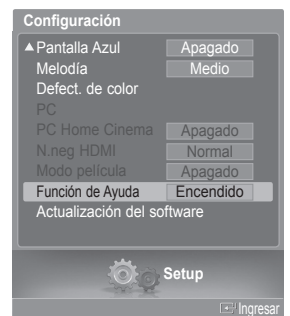 Configuración
Pantalla Azul Apagado
Melodía Medio
Defect. de color
PC
PC Home Cinema Apagado
N.neg HDMI Normal
Modo película Apagado
Función de Ayuda Encendido
Actualización del software
Setup
Ingresar